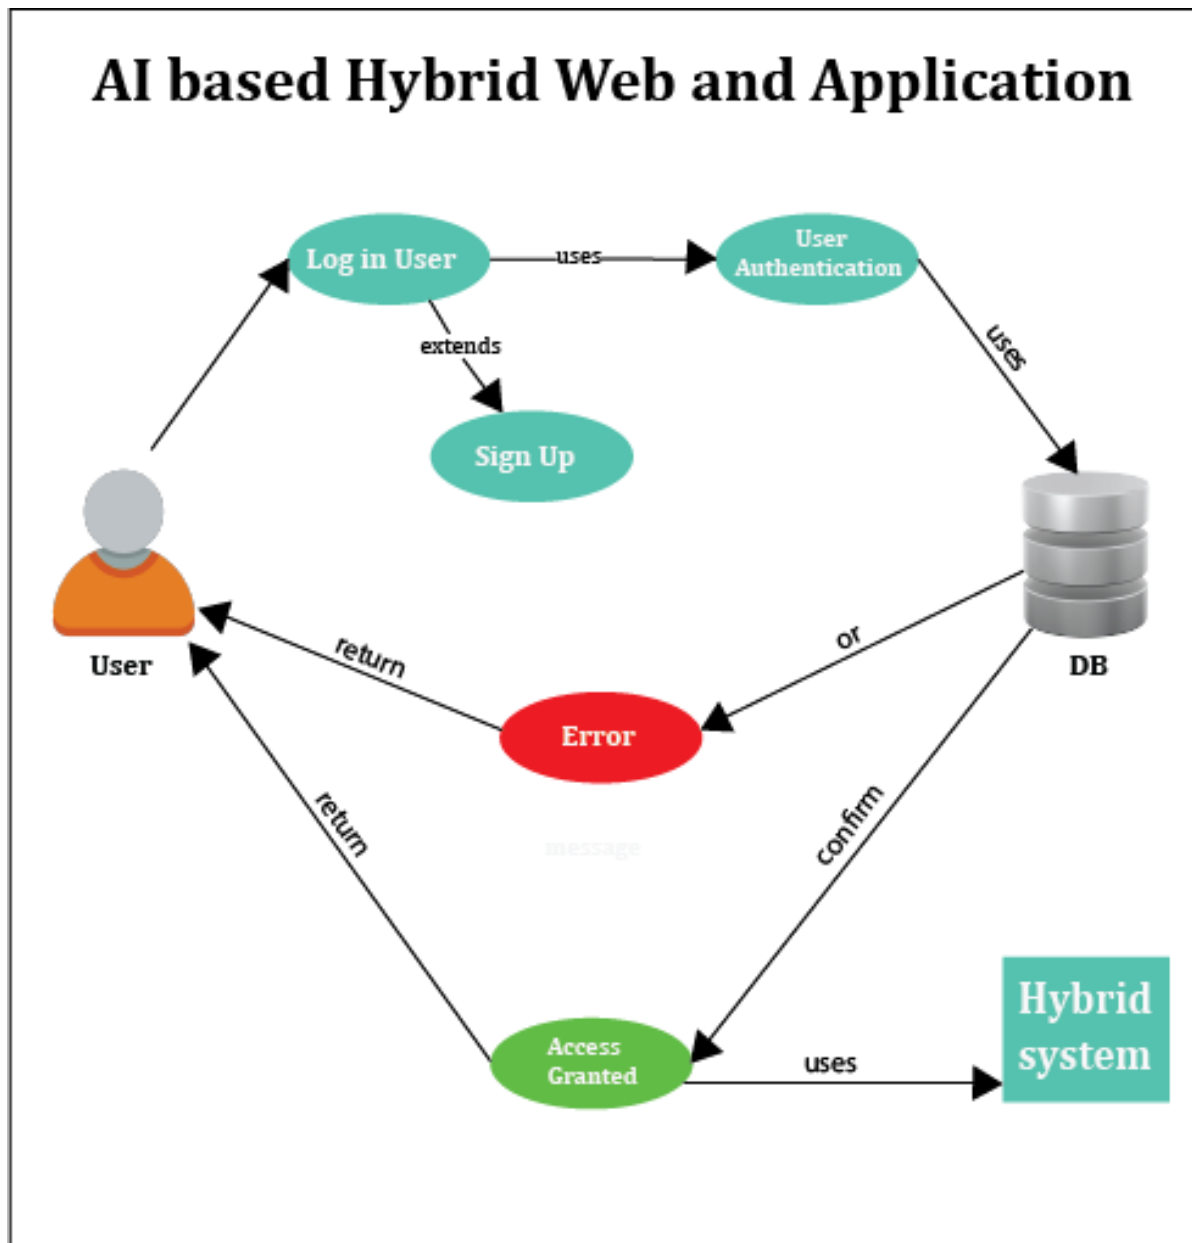 AI based Hybrid Web and Application
Log in User
uses
User
Authentication
extends
uses
Sign Up
User
DB
return
or
Error
return
confirm
message
Access
Granted
uses
Hybrid
system